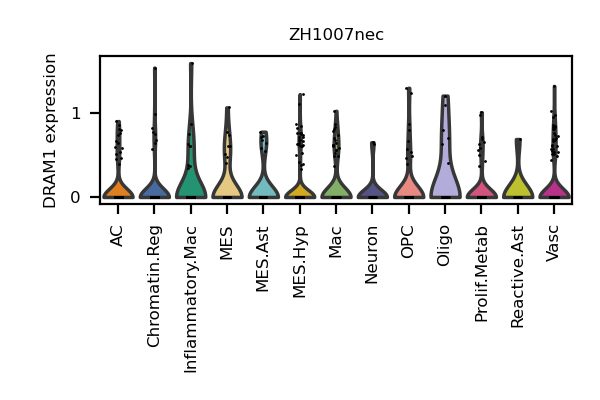 ZH1007nec
DRAM1 expression
1
0
AC
Chromatin.Reg
Inflammatory.Mac
MES
MES.Ast
MES.Hyp
Mac
Neuron
OPC
Oligo
Prolif.Metab
Reactive.Ast
Vasc